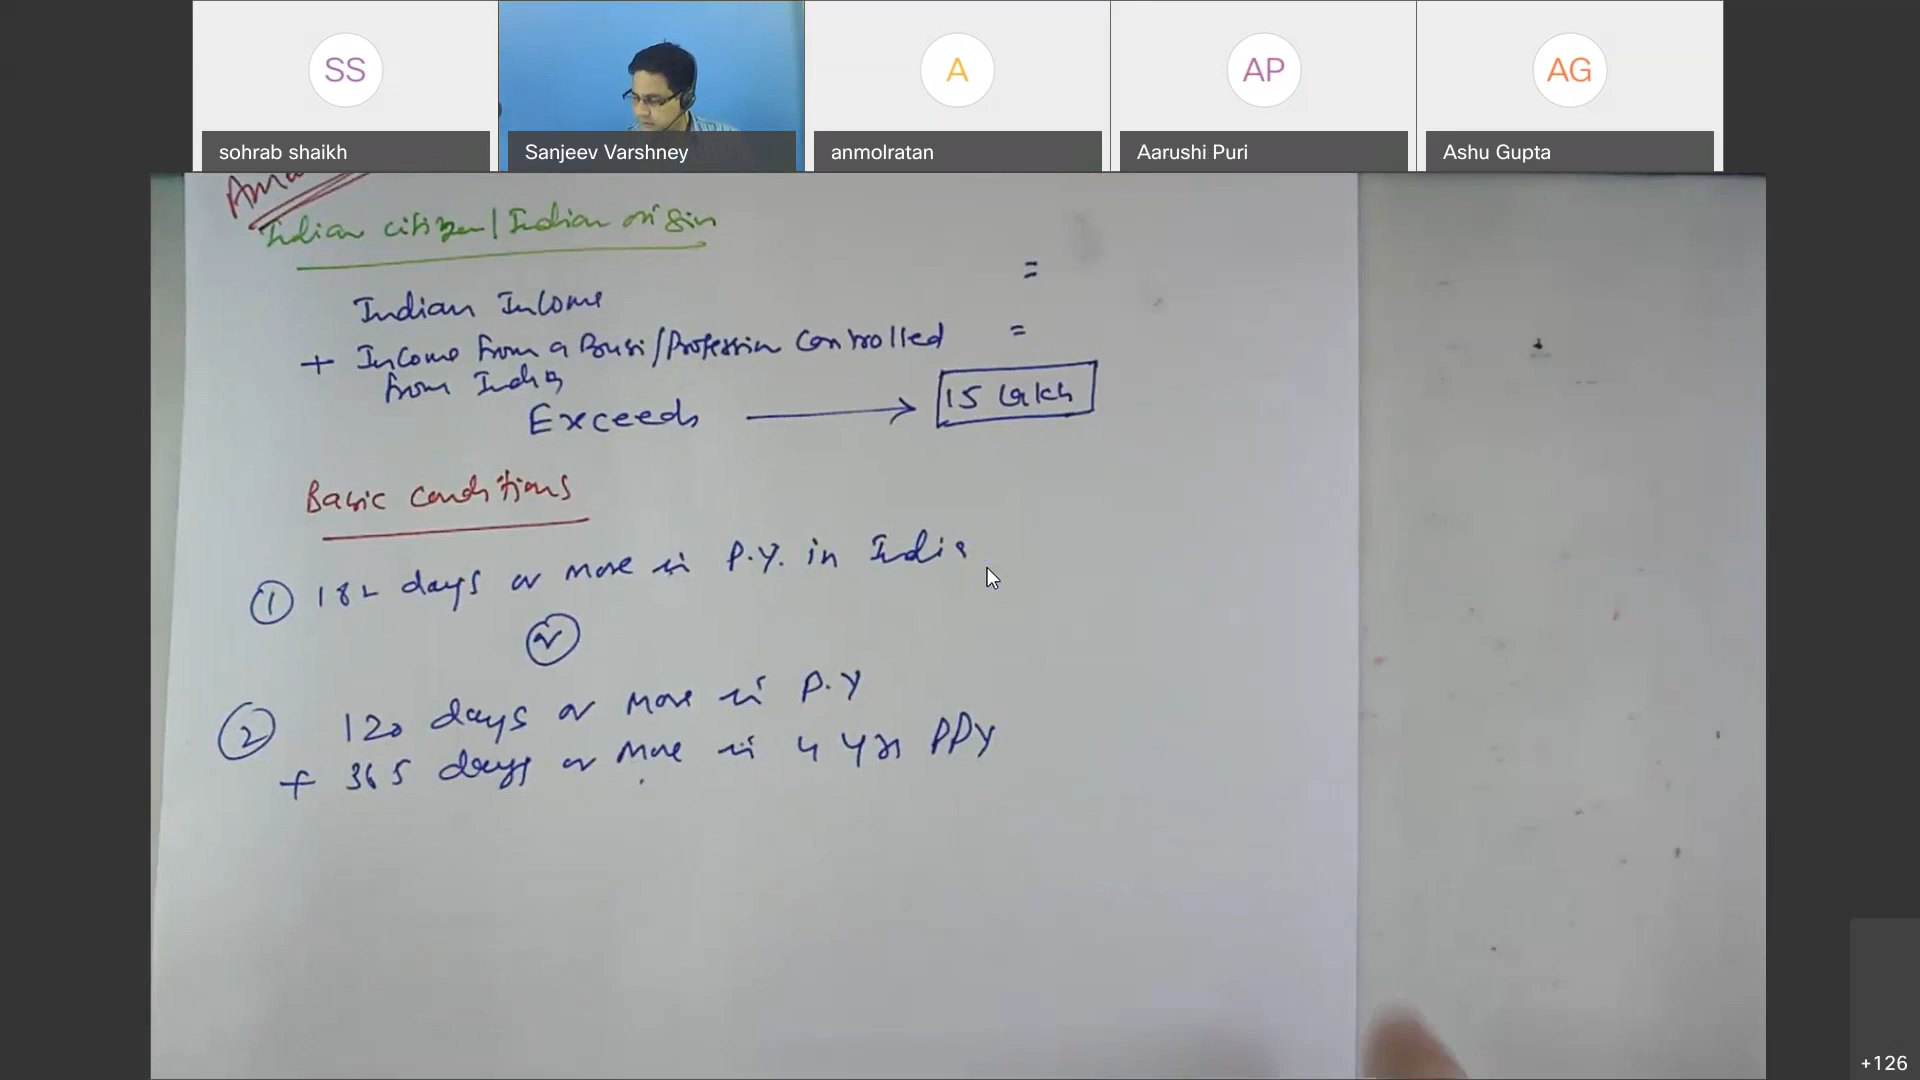 SS
A
AP
AG
sohrab shaikh
Sanjeev Varshney
anmolratan
Aarushi Puri
Ashu Gupta
Indian citizen/Indian origin
Indian Income =
+ Income from a Busi/Profession Controlled =
from India
Exceeds → 15 lakh
Basic conditions
① 182 days or more in P.Y. in India
or
② 120 days or more in P.Y
+ 365 days or more in 4 yrs PPY
+126